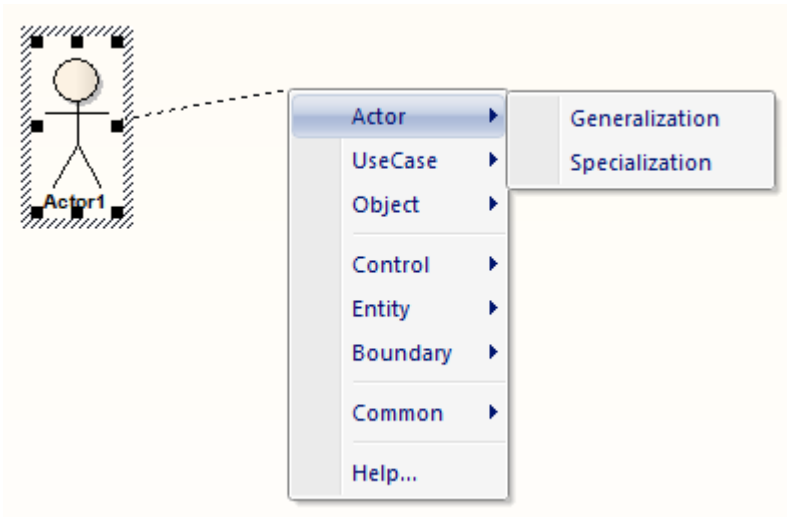 Actor1
Actor
UseCase
Object
Control
Entity
Boundary
Common
Help...
Generalization
Specialization